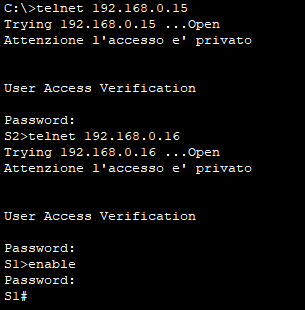 C:\>telnet 192.168.0.15
Trying 192.168.0.15 ...Open
Attenzione l'accesso e' privato
User Access Verification
Password:
S2>telnet 192.168.0.16
Trying 192.168.0.16 ...Open
Attenzione l'accesso e' privato
User Access Verification
Password:
S1>enable
Password:
S1#